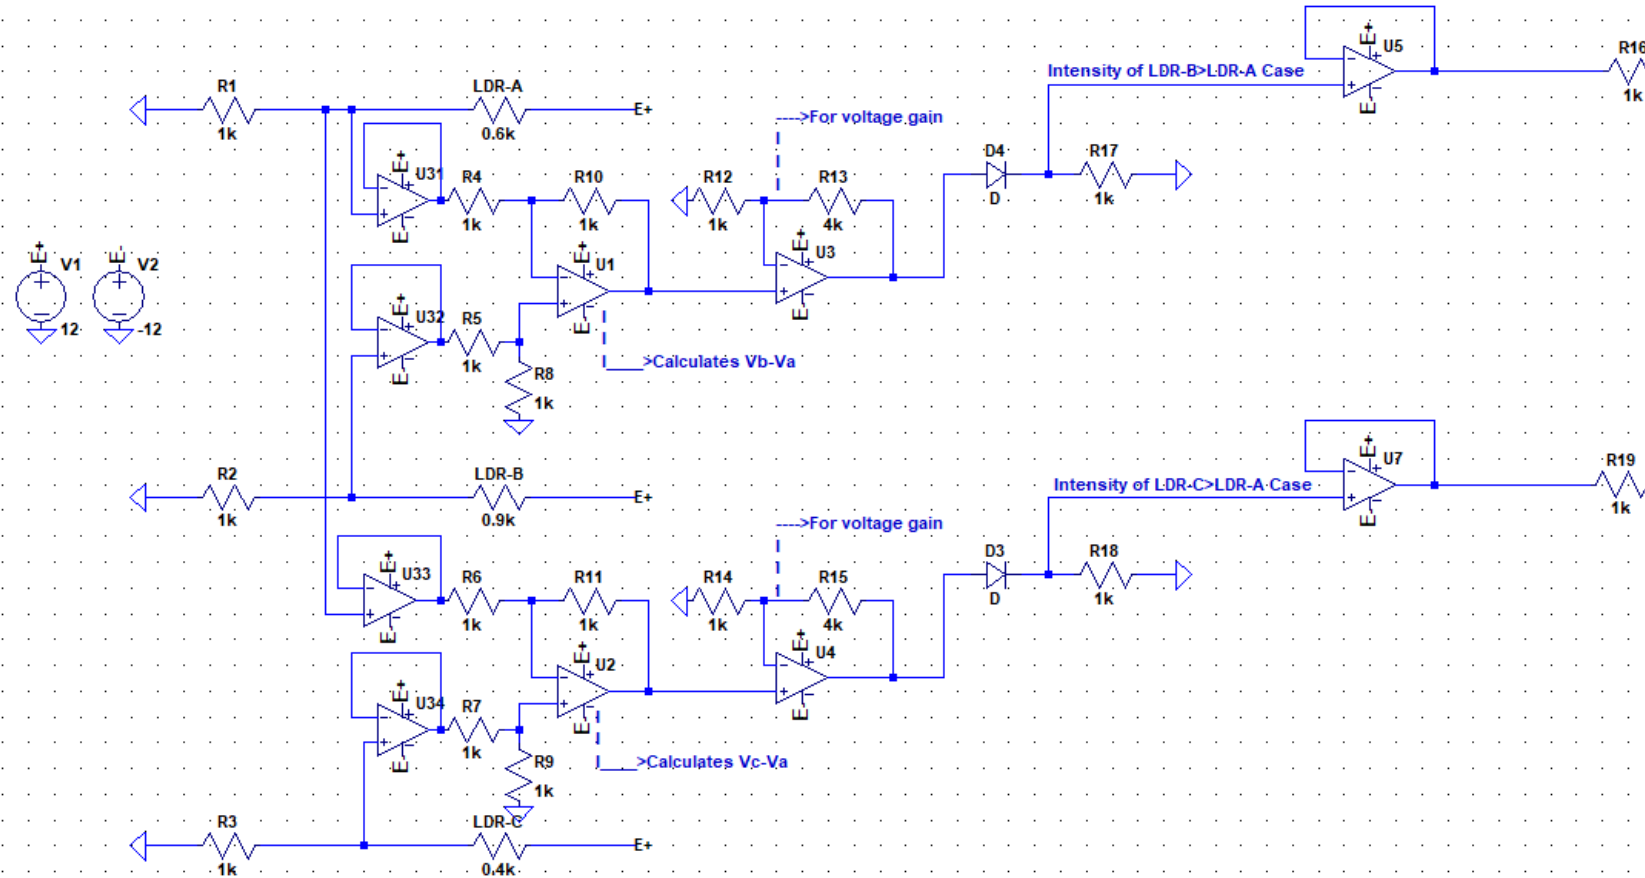 R1
1k
LDR-A
0.6k
E+
U31
E+
E-
R4
1k
R10
1k
U1
E+
E-
U32
E+
E-
R5
1k
R8
1k
>Calculates Vb-Va
V1
E+
12
V2
E-
-12
---->For voltage gain
R12
1k
R13
4k
U3
E+
E-
D4
D
R17
1k
Intensity of LDR-B>LDR-A Case
U5
E+
E-
R16
1k
R2
1k
LDR-B
0.9k
E+
U33
E+
E-
R6
1k
R11
1k
U2
E+
E-
U34
E+
E-
R7
1k
R9
1k
>Calculates Vc-Va
---->For voltage gain
R14
1k
R15
4k
U4
E+
E-
D3
D
R18
1k
Intensity of LDR-C>LDR-A Case
U7
E+
E-
R19
1k
R3
1k
LDR-C
0.4k
E+